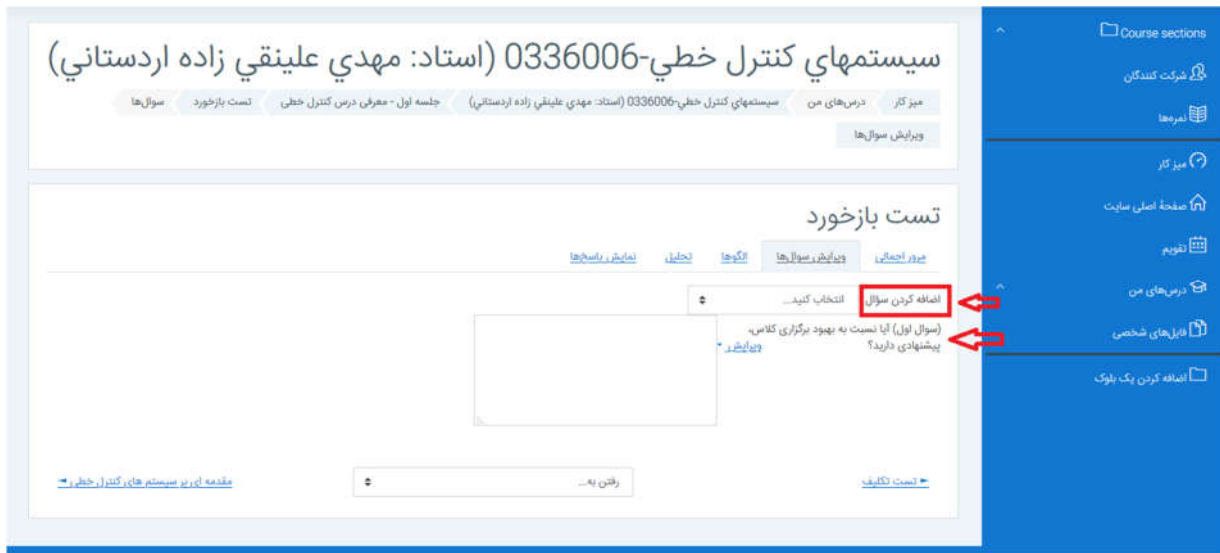 Course sections
شرکت کنندگان
نمره‌ها
میز کار
صفحهٔ اصلی سایت
تقویم
درس‌های من
فایل‌های شخصی
اضافه کردن یک بلوک
سيستمهاي كنترل خطي-0336006 (استاد: مهدي علينقي زاده اردستاني)
میز کار
درس‌های من
سيستمهاي كنترل خطي-0336006 (استاد: مهدي علينقي زاده اردستاني)
جلسه اول - معرفی درس کنترل خطی
تست بازخورد
سوال‌ها
ویرایش سوال‌ها
تست بازخورد
مرور اجمالی
ویرایش سوال‌ها
الگوها
تحلیل
نمایش پاسخ‌ها
اضافه کردن سؤال
انتخاب کنید...
(سوال اول) آیا نسبت به بهبود برگزاری کلاس،
پیشنهادی دارید؟
ویرایش
◄ تست تکلیف
رفتن به...
مقدمه ای بر سیستم های کنترل خطی ►